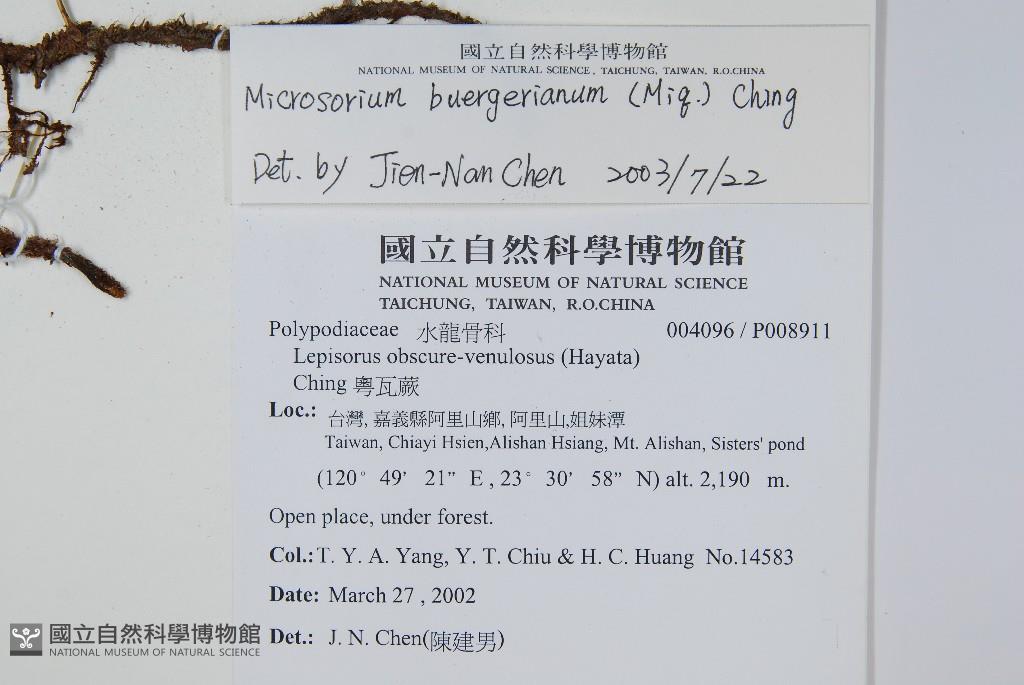 國立自然科學博物館
NATIONAL MUSEUM OF NATURAL SCIENCE, TAICHUNG, TAIWAN, R.O.CHINA
Microsorium buergerianum (Miq.) Ching
Det. by Jien-Nan Chen 2003/7/22
國立自然科學博物館
NATIONAL MUSEUM OF NATURAL SCIENCE
TAICHUNG, TAIWAN, R.O.CHINA
Polypodiaceae 水龍骨科 004096 / P008911
Lepisorus obscure-venulosus (Hayata)
Ching 粵瓦蕨
Loc.: 台灣, 嘉義縣阿里山鄉, 阿里山,姐妹潭
Taiwan, Chiayi Hsien,Alishan Hsiang, Mt. Alishan, Sisters' pond
(120° 49' 21” E , 23° 30' 58” N) alt. 2,190 m.
Open place, under forest.
Col.: T. Y. A. Yang, Y. T. Chiu & H. C. Huang No.14583
Date: March 27 , 2002
Det.: J. N. Chen(陳建男)
國立自然科學博物館
NATIONAL MUSEUM OF NATURAL SCIENCE